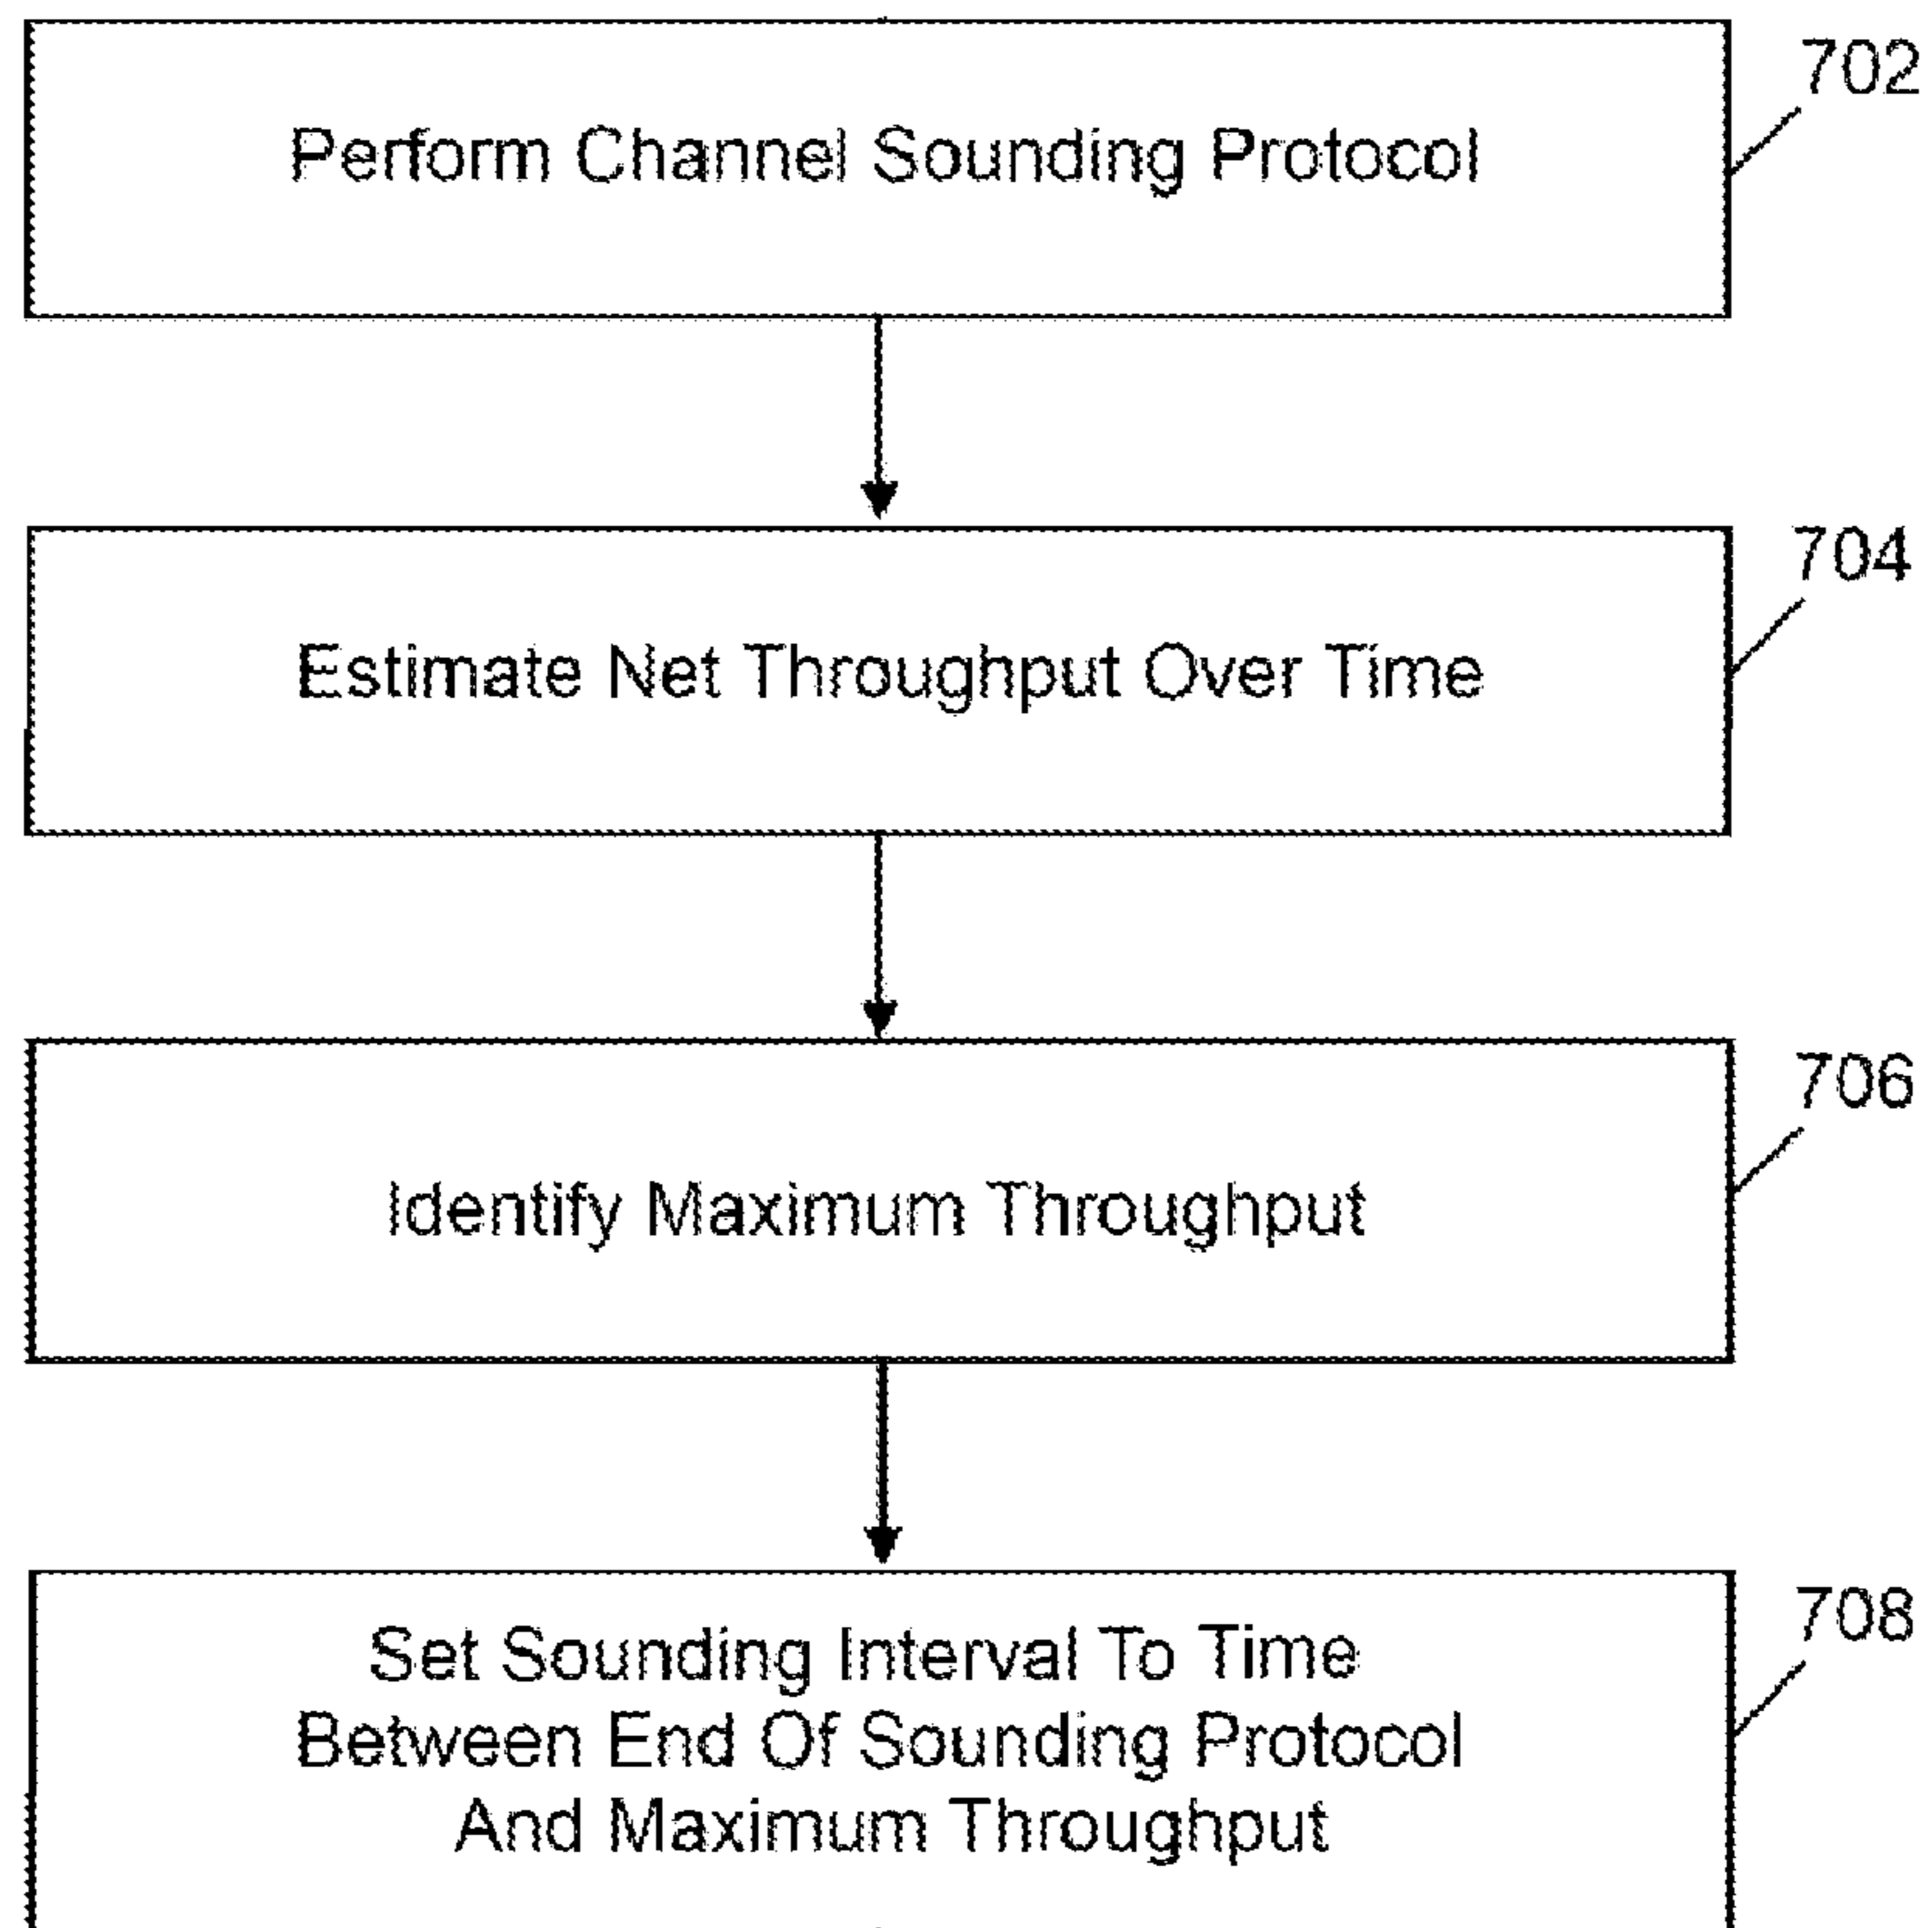 702
Perform Channel Sounding Protocol
704
Estimate Net Throughput Over Time
706
Identify Maximum Throughput
708
Set Sounding Interval To Time
Between End Of Sounding Protocol
And Maximum Throughput